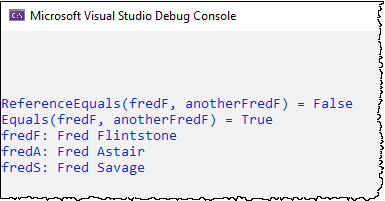 Microsoft Visual Studio Debug Console
ReferenceEquals(fredF, anotherFredF) = False
Equals(fredF, anotherFredF) = True
fredF: Fred Flintstone
fredA: Fred Astair
fredS: Fred Savage